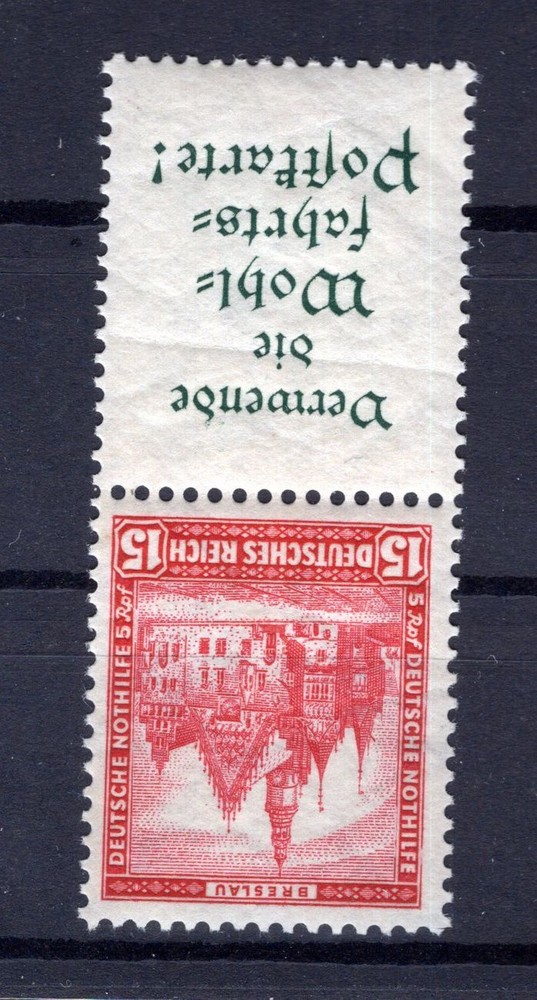 BRESLAU
DEUTSCHE NOTHILFE 5 Rpf
5 Rpf DEUTSCHE NOTHILFE
15 DEUTSCHES REICH 15
Verwende
die
Wohl=
fahrts=
Poſtkarte!